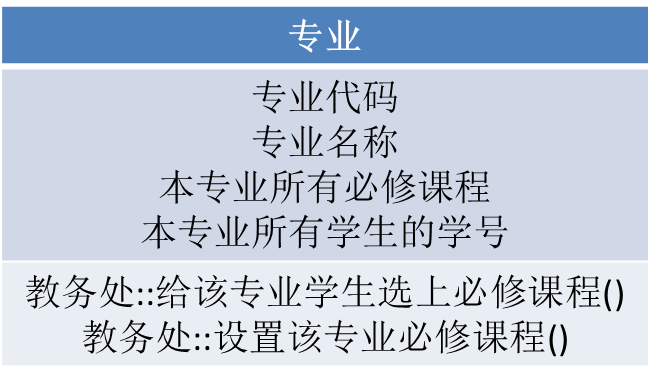 专业
专业代码
专业名称
本专业所有必修课程
本专业所有学生的学号
教务处::给该专业学生选上必修课程()
教务处::设置该专业必修课程()